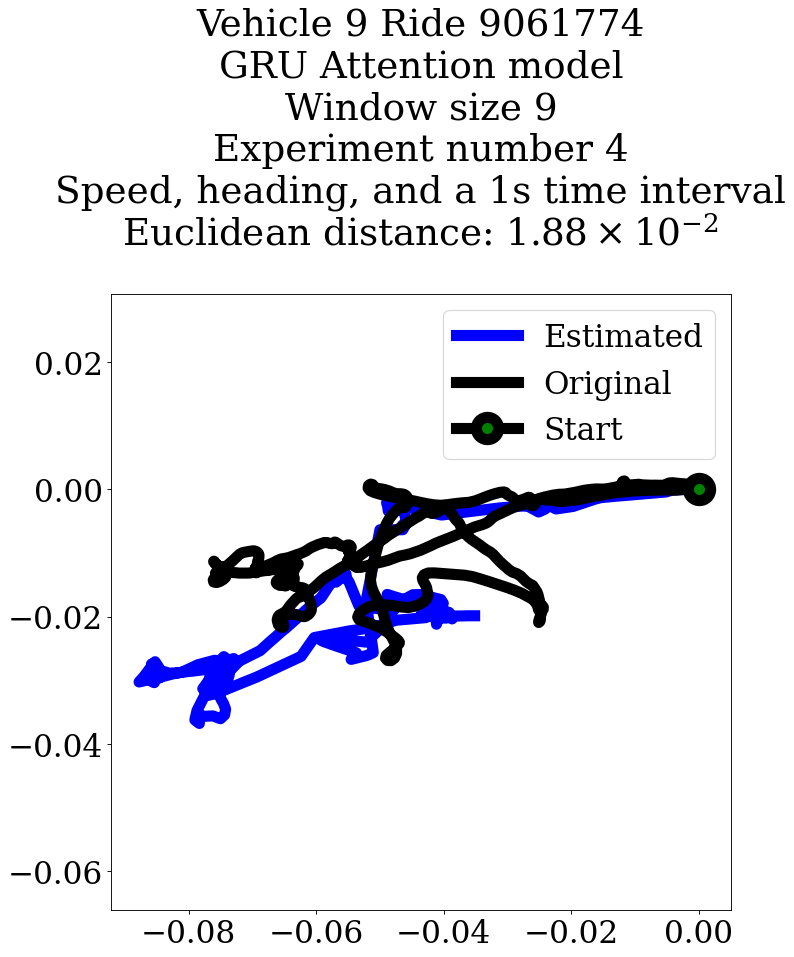 Vehicle 9 Ride 9061774
GRU Attention model
Window size 9
Experiment number 4
Speed, heading, and a 1s time interval
Euclidean distance: 1.88 × 10⁻²
Estimated
Original
Start
0.02
0.00
−0.02
−0.04
−0.06
−0.08 −0.06 −0.04 −0.02 0.00